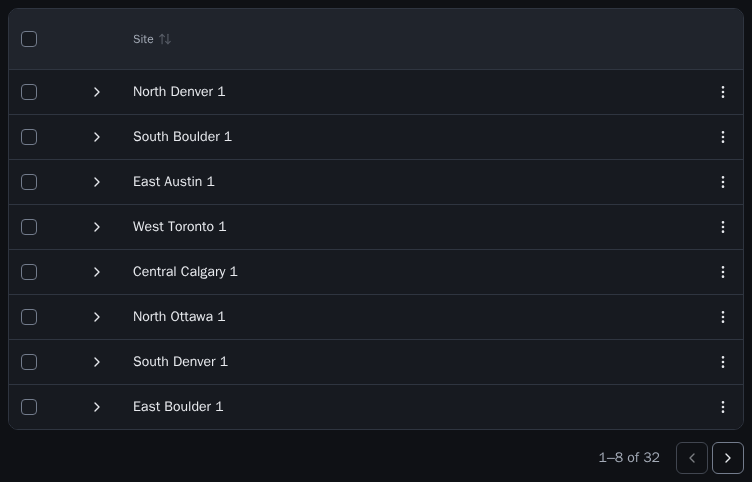 Site
North Denver 1
South Boulder 1
East Austin 1
West Toronto 1
Central Calgary 1
North Ottawa 1
South Denver 1
East Boulder 1
1–8 of 32